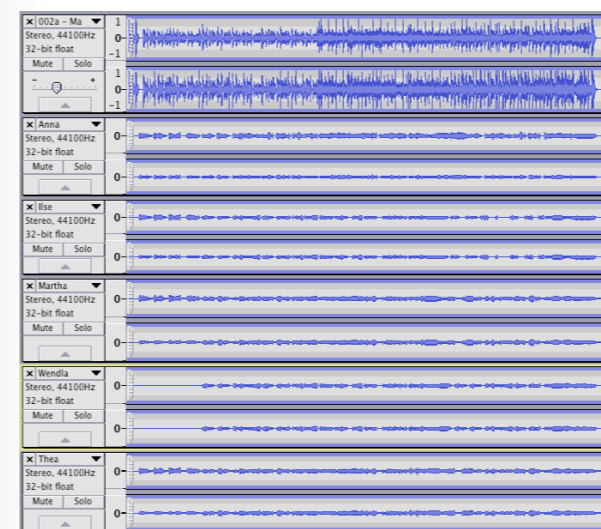 × 002a - Ma ▼
Stereo, 44100Hz
32-bit float
Mute Solo
- +
1
0-
-1
1
0-
-1
× Anna ▼
Stereo, 44100Hz
32-bit float
Mute Solo
0-
0-
× Ilse ▼
Stereo, 44100Hz
32-bit float
Mute Solo
0-
0-
× Martha ▼
Stereo, 44100Hz
32-bit float
Mute Solo
0-
0-
× Wendla ▼
Stereo, 44100Hz
32-bit float
Mute Solo
0-
0-
× Thea ▼
Stereo, 44100Hz
32-bit float
Mute Solo
0-
0-